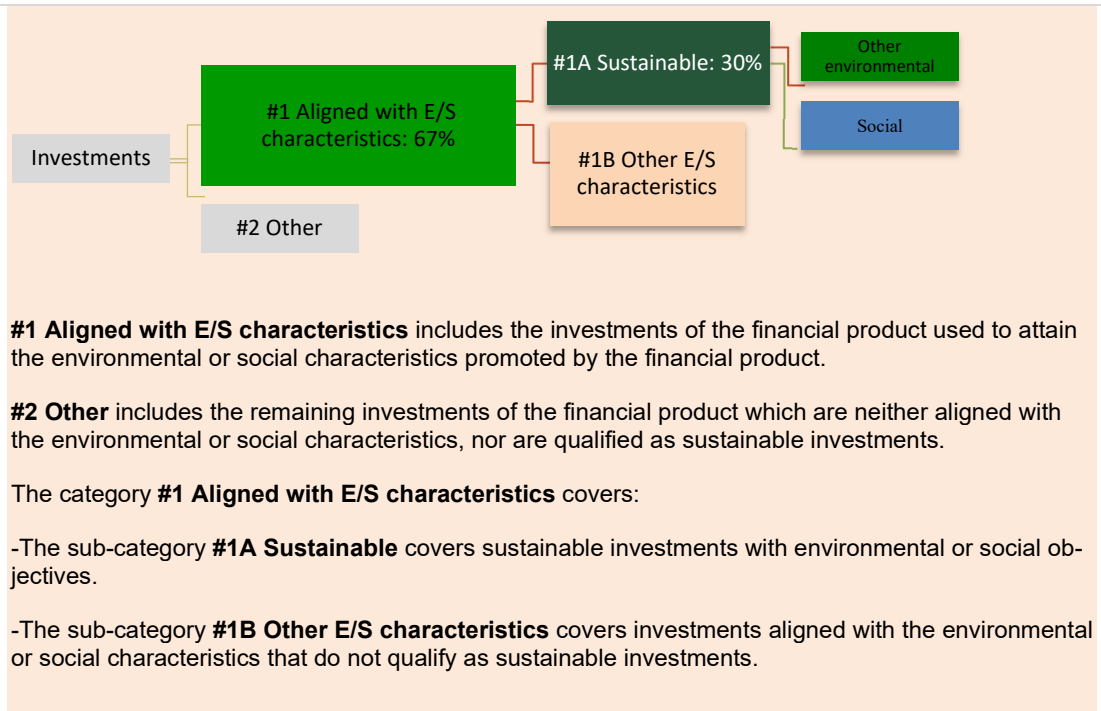 #1A Sustainable: 30%
Other
environmental
#1 Aligned with E/S
characteristics: 67%
Social
Investments
#1B Other E/S
characteristics
#2 Other
#1 Aligned with E/S characteristics includes the investments of the financial product used to attain
the environmental or social characteristics promoted by the financial product.
#2 Other includes the remaining investments of the financial product which are neither aligned with
the environmental or social characteristics, nor are qualified as sustainable investments.
The category #1 Aligned with E/S characteristics covers:
-The sub-category #1A Sustainable covers sustainable investments with environmental or social ob-
jectives.
-The sub-category #1B Other E/S characteristics covers investments aligned with the environmental
or social characteristics that do not qualify as sustainable investments.